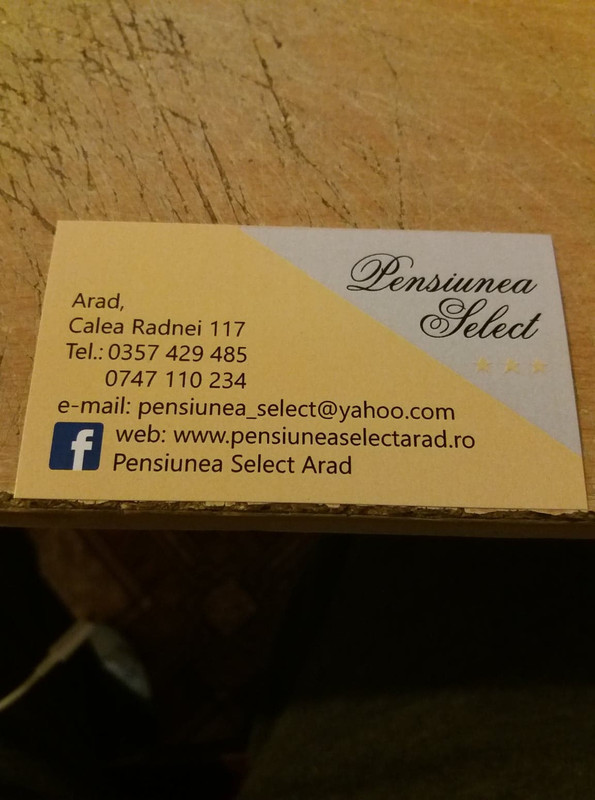 Pensiunea
Select
Arad,
Calea Radnei 117
Tel.: 0357 429 485
0747 110 234
e-mail: pensiunea_select@yahoo.com
f web: www.pensiuneaselectarad.ro
Pensiunea Select Arad